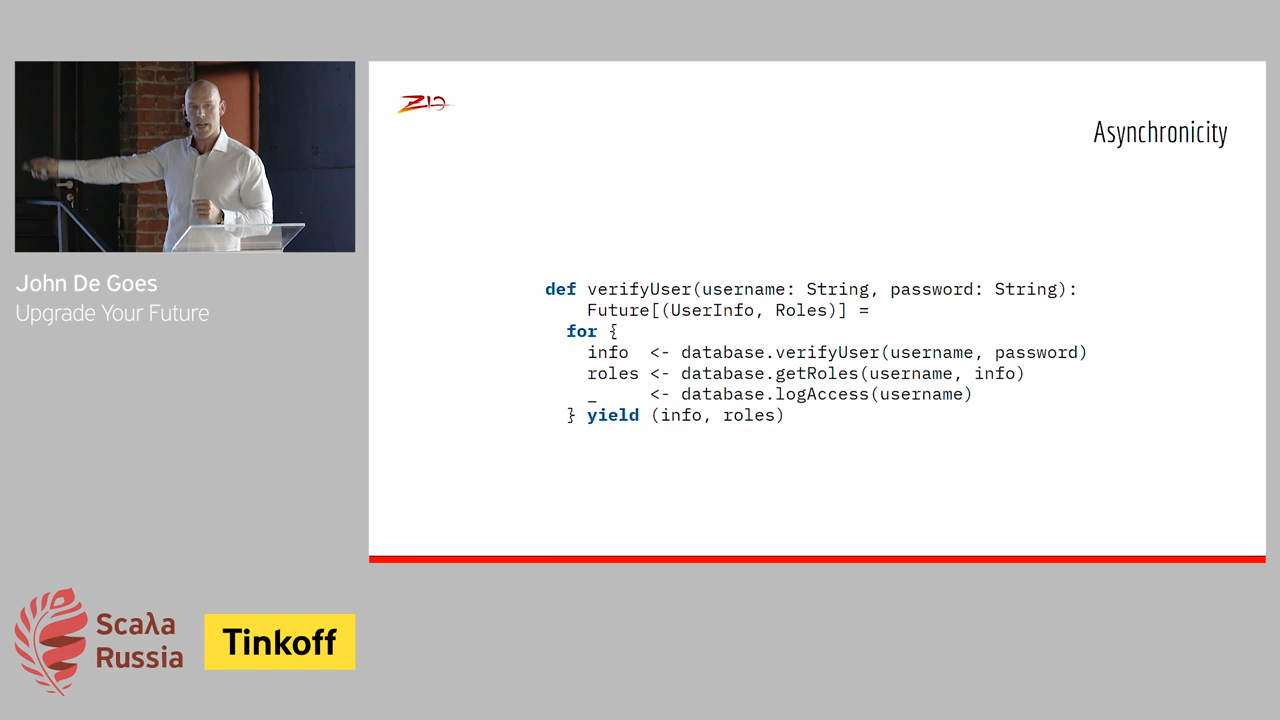 ZIO
Asynchronicity
def verifyUser(username: String, password: String):
    Future[(UserInfo, Roles)] =
  for {
    info  <- database.verifyUser(username, password)
    roles <- database.getRoles(username, info)
    _     <- database.logAccess(username)
  } yield (info, roles)
John De Goes
Upgrade Your Future
Scaλa
Russia
Tinkoff